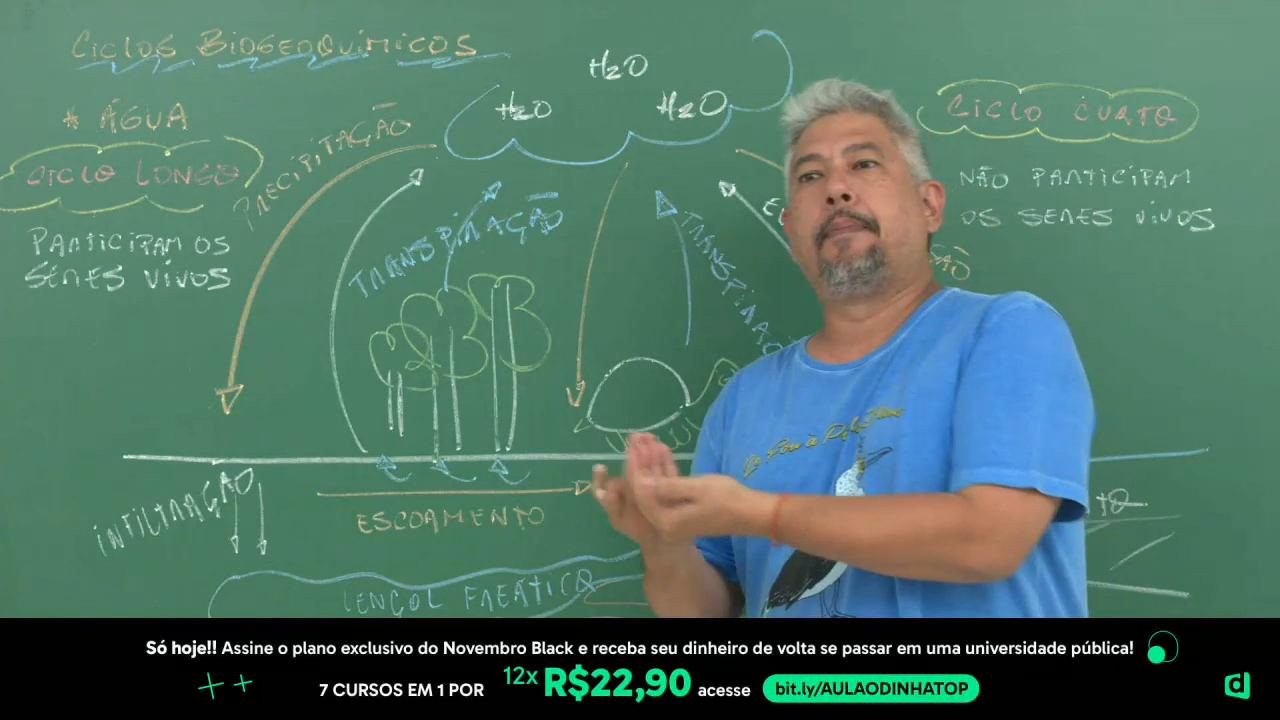 CICLOS BIOGEOQUÍMICOS
* ÁGUA
CICLO LONGO
PARTICIPAM OS
SERES VIVOS
PRECIPITAÇÃO
H2O
H2O
H2O
TRANSPIRAÇÃO
CICLO CURTO
NÃO PARTICIPAM
OS SERES VIVOS
INFILTRAÇÃO
ESCOAMENTO
LENÇOL FREÁTICO
Só hoje!! Assine o plano exclusivo do Novembro Black e receba seu dinheiro de volta se passar em uma universidade pública!
7 CURSOS EM 1 POR 12x R$22,90 acesse bit.ly/AULAODINHATOP
d